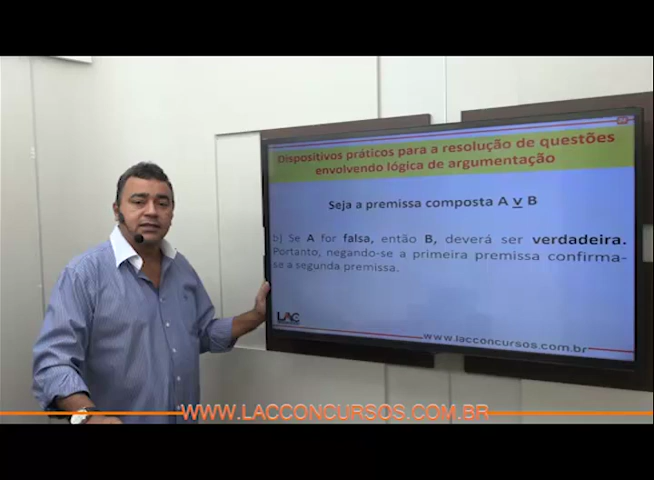 Dispositivos práticos para a resolução de questões
envolvendo lógica de argumentação
Seja a premissa composta A v B
b) Se A for falsa, então B, deverá ser verdadeira.
Portanto, negando-se a primeira premissa confirma-
se a segunda premissa.
LAC
www.lacconcursos.com.br
WWW.LACCONCURSOS.COM.BR